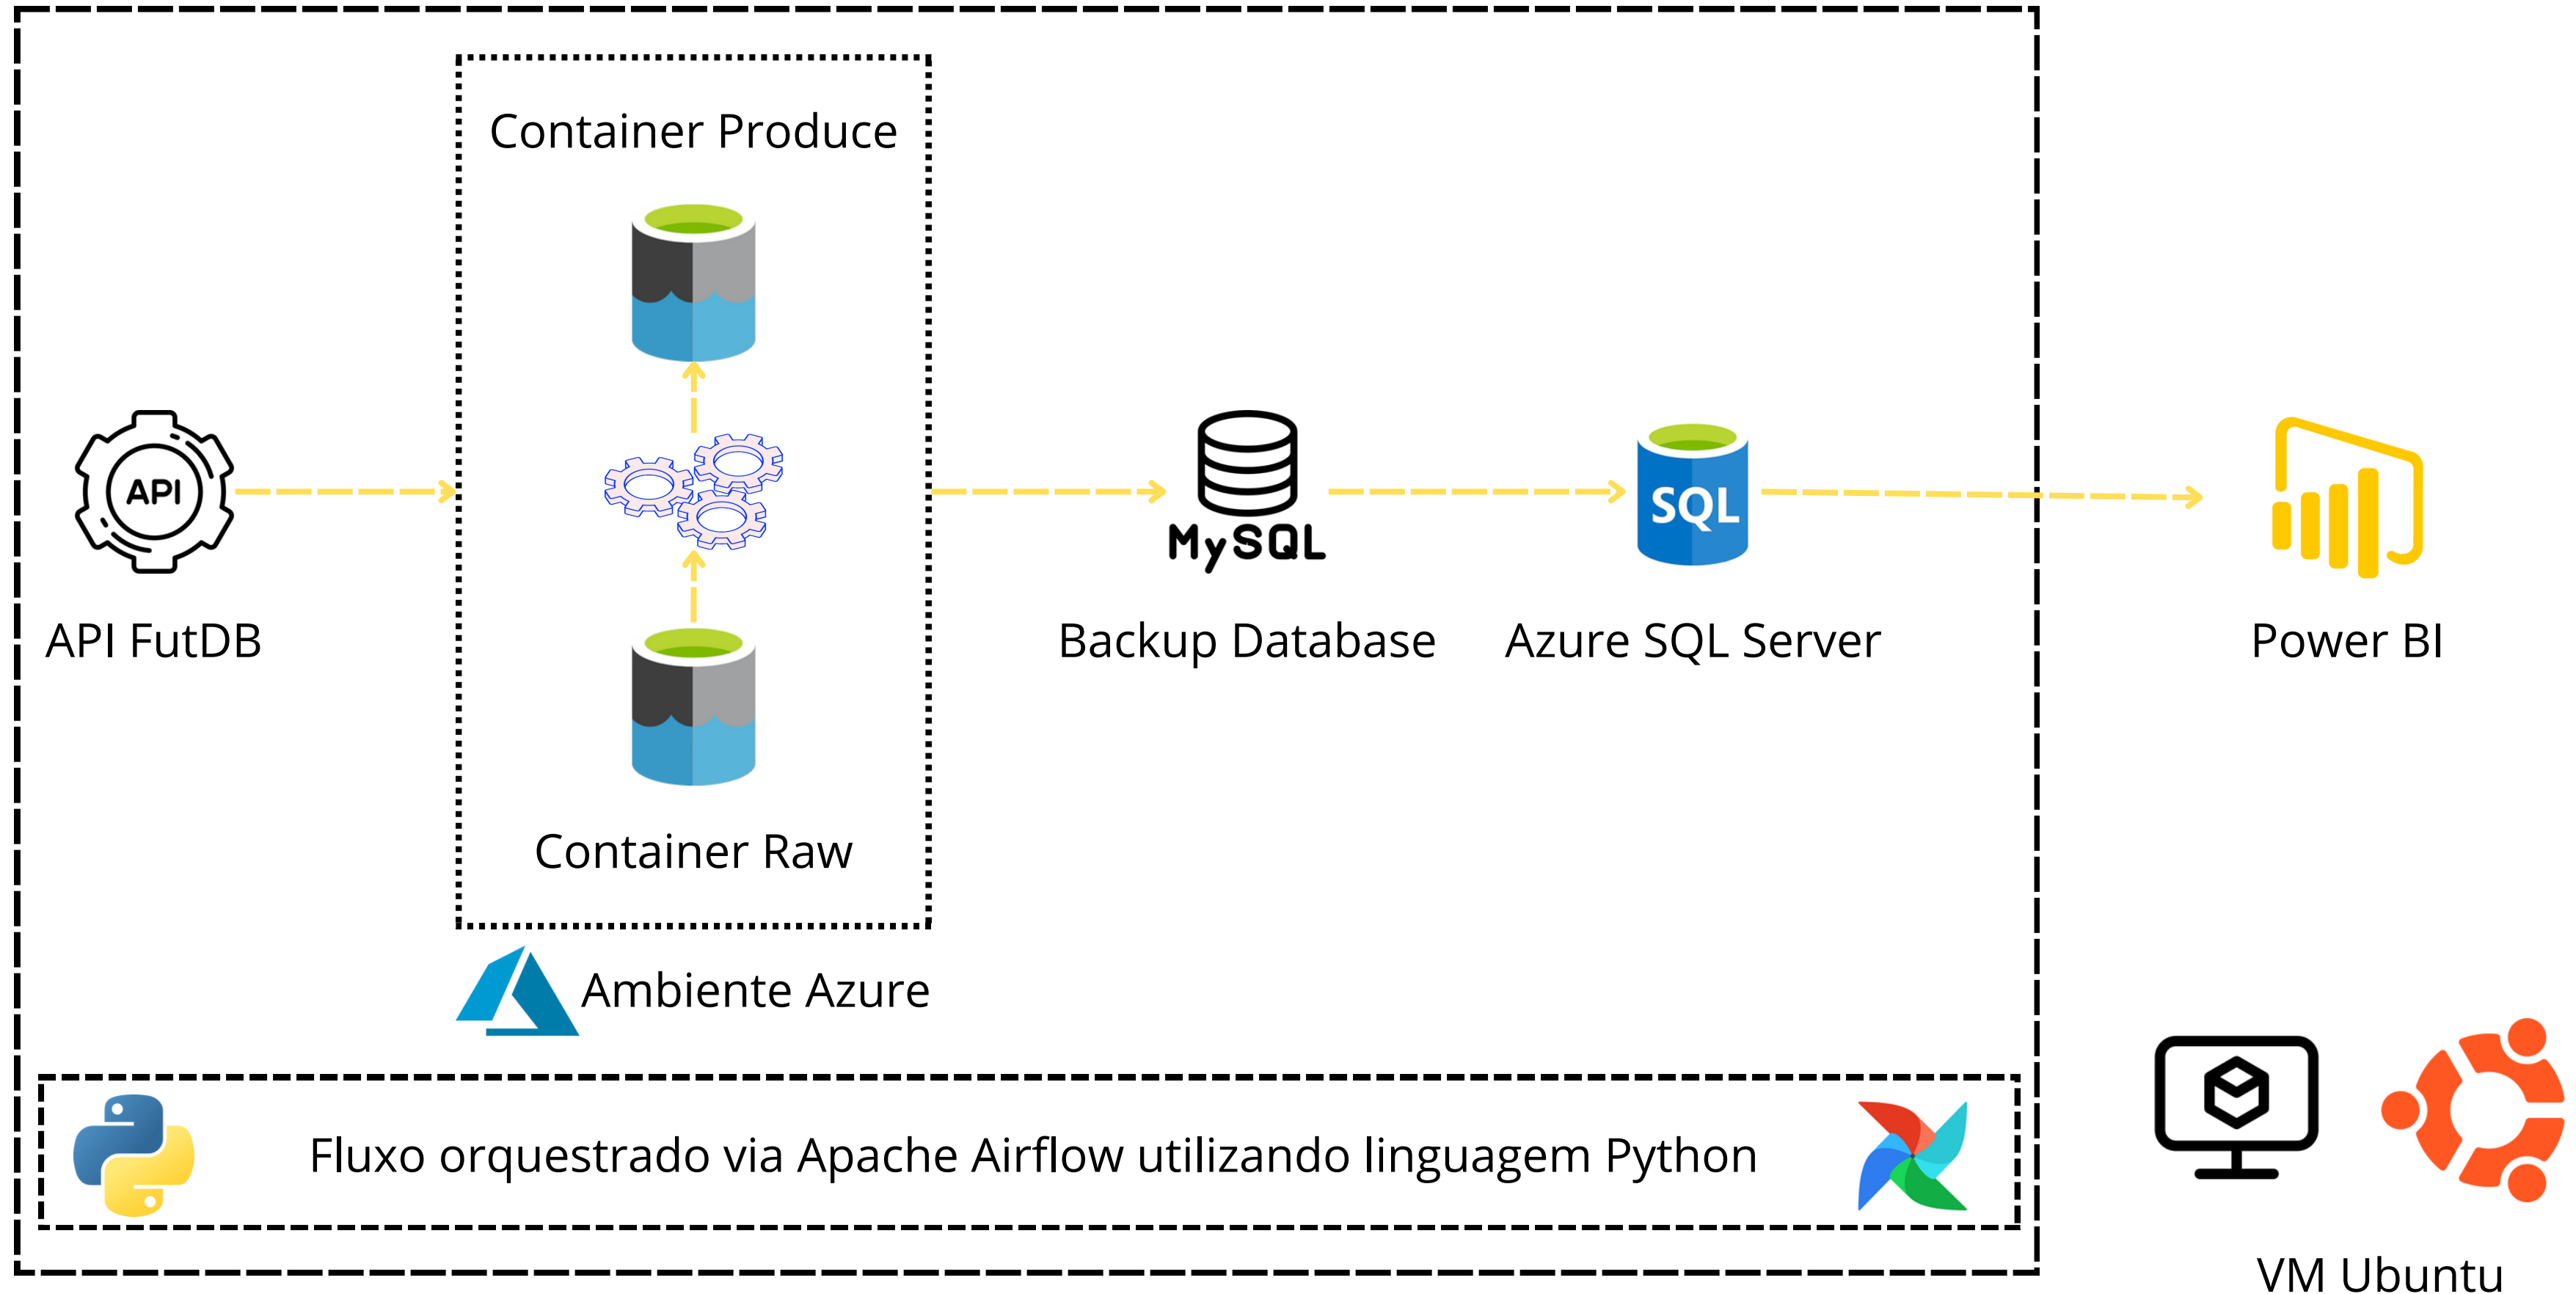 Container Produce
API
MySQL
SQL
API FutDB
Backup Database
Azure SQL Server
Power BI
Container Raw
Ambiente Azure
Fluxo orquestrado via Apache Airflow utilizando linguagem Python
VM Ubuntu